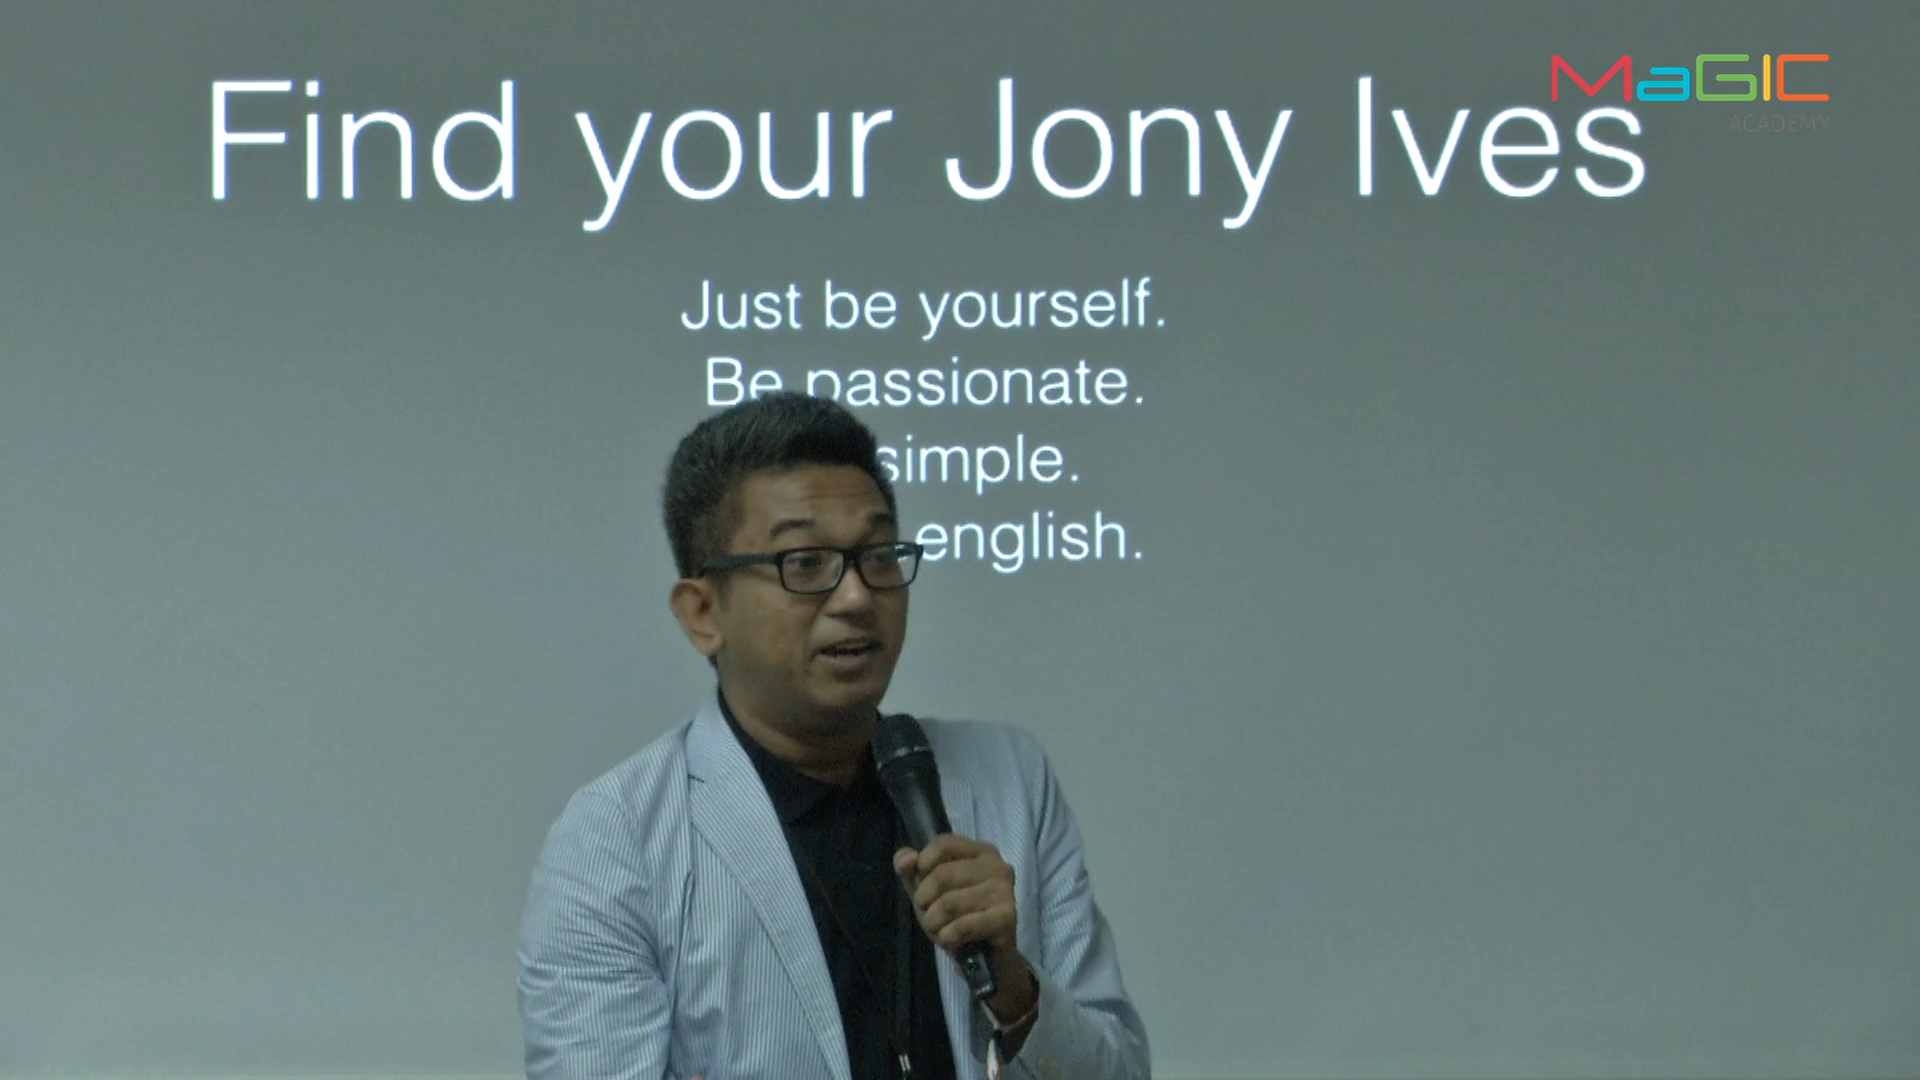 Find your Jony Ives
MaGIC
ACADEMY
Just be yourself.
Be passionate.
simple.
english.